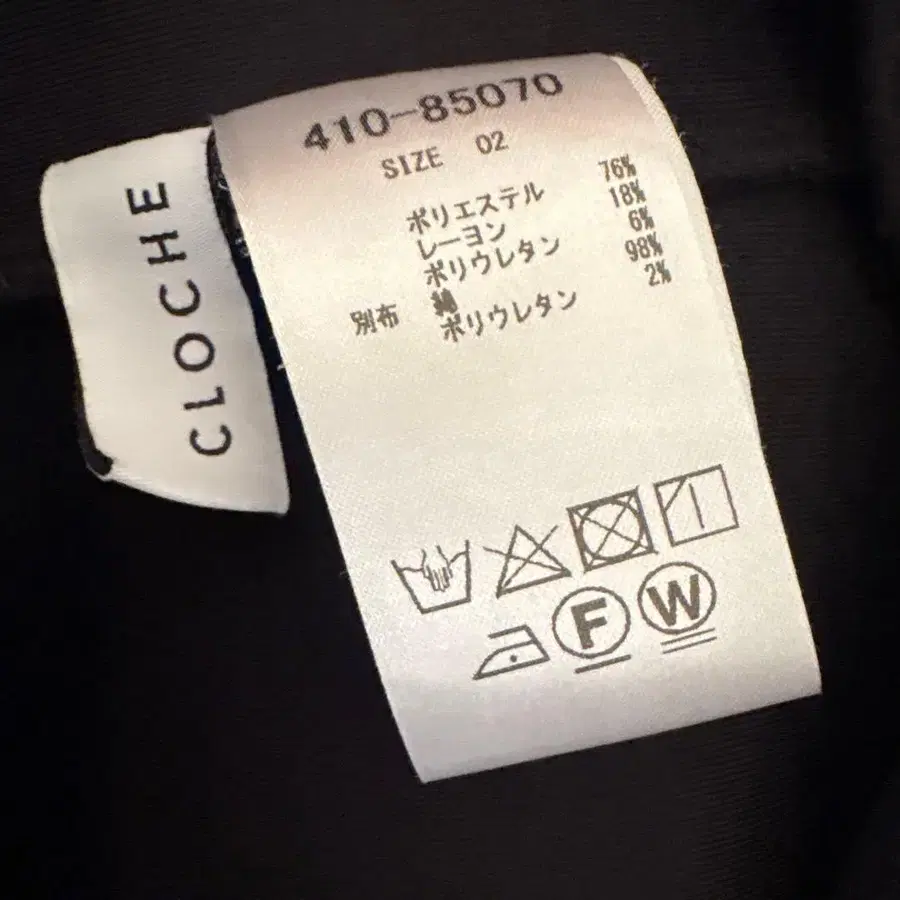 CLOCHE
410-85070
SIZE 02
ポリエステル 76%
レーヨン 18%
ポリウレタン 6%
別布 綿 98%
ポリウレタン 2%
F
W